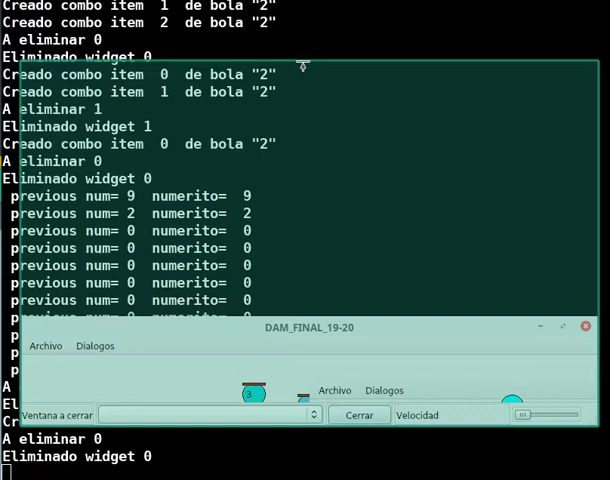 Creado combo item  1  de bola "2"
Creado combo item  2  de bola "2"
A eliminar 0
Eliminado widget 0
Creado combo item  0  de bola "2"
Creado combo item  1  de bola "2"
A eliminar 1
Eliminado widget 1
Creado combo item  0  de bola "2"
A eliminar 0
Eliminado widget 0
previous num= 9  numerito=  9
previous num= 2  numerito=  2
previous num= 0  numerito=  0
previous num= 0  numerito=  0
previous num= 0  numerito=  0
previous num= 0  numerito=  0
previous num= 0  numerito=  0
DAM_FINAL_19-20
Archivo Dialogos
A
Archivo Dialogos
3
El
Ventana a cerrar Cerrar Velocidad
Cr
A eliminar 0
Eliminado widget 0